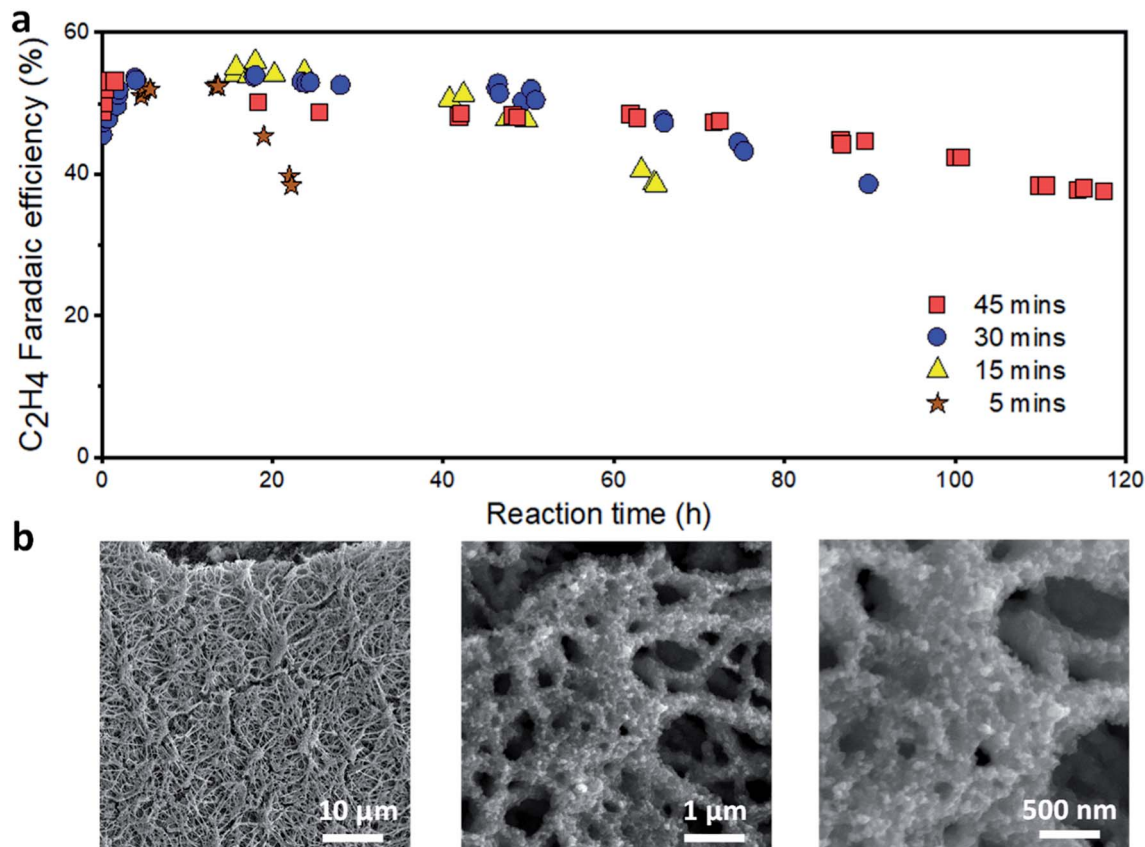 a
C2H4 Faradaic efficiency (%)
60
40
20
0
45 mins
30 mins
15 mins
5 mins
0 20 40 60 80 100 120
Reaction time (h)
b
10 µm
1 µm
500 nm